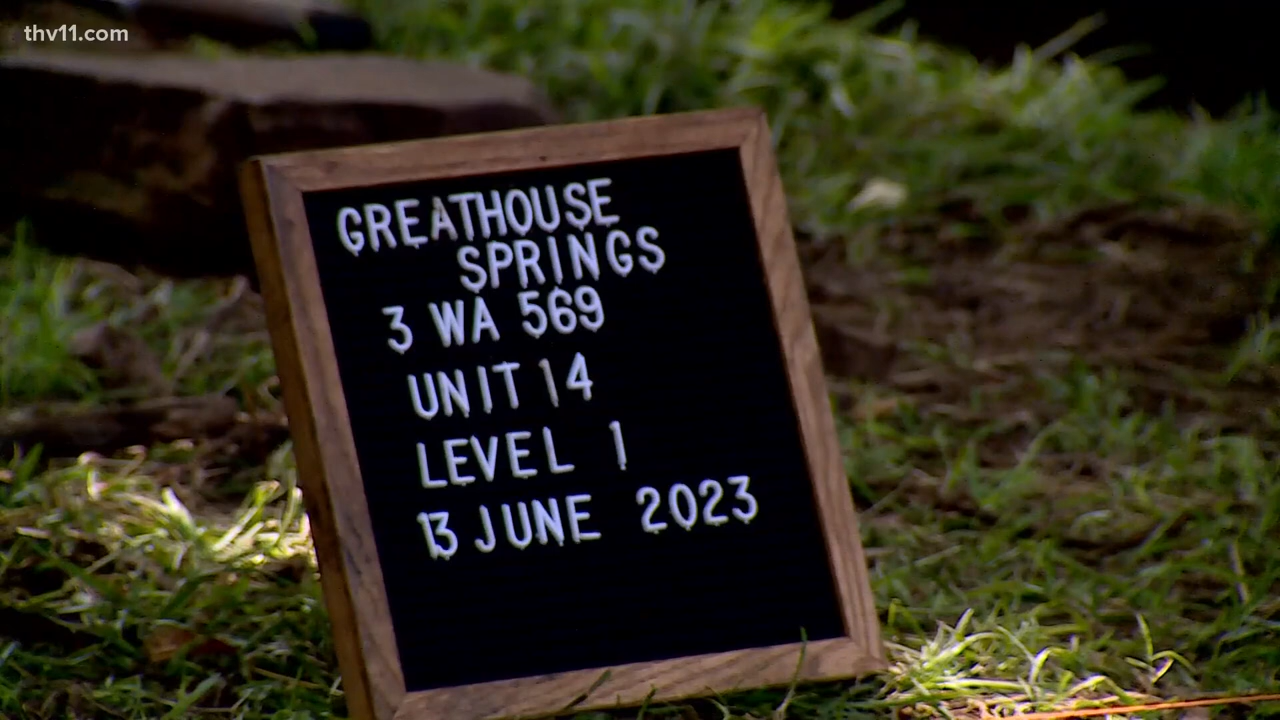 thv11.com
GREATHOUSE
SPRINGS
3 WA 569
UNIT 14
LEVEL 1
13 JUNE 2023